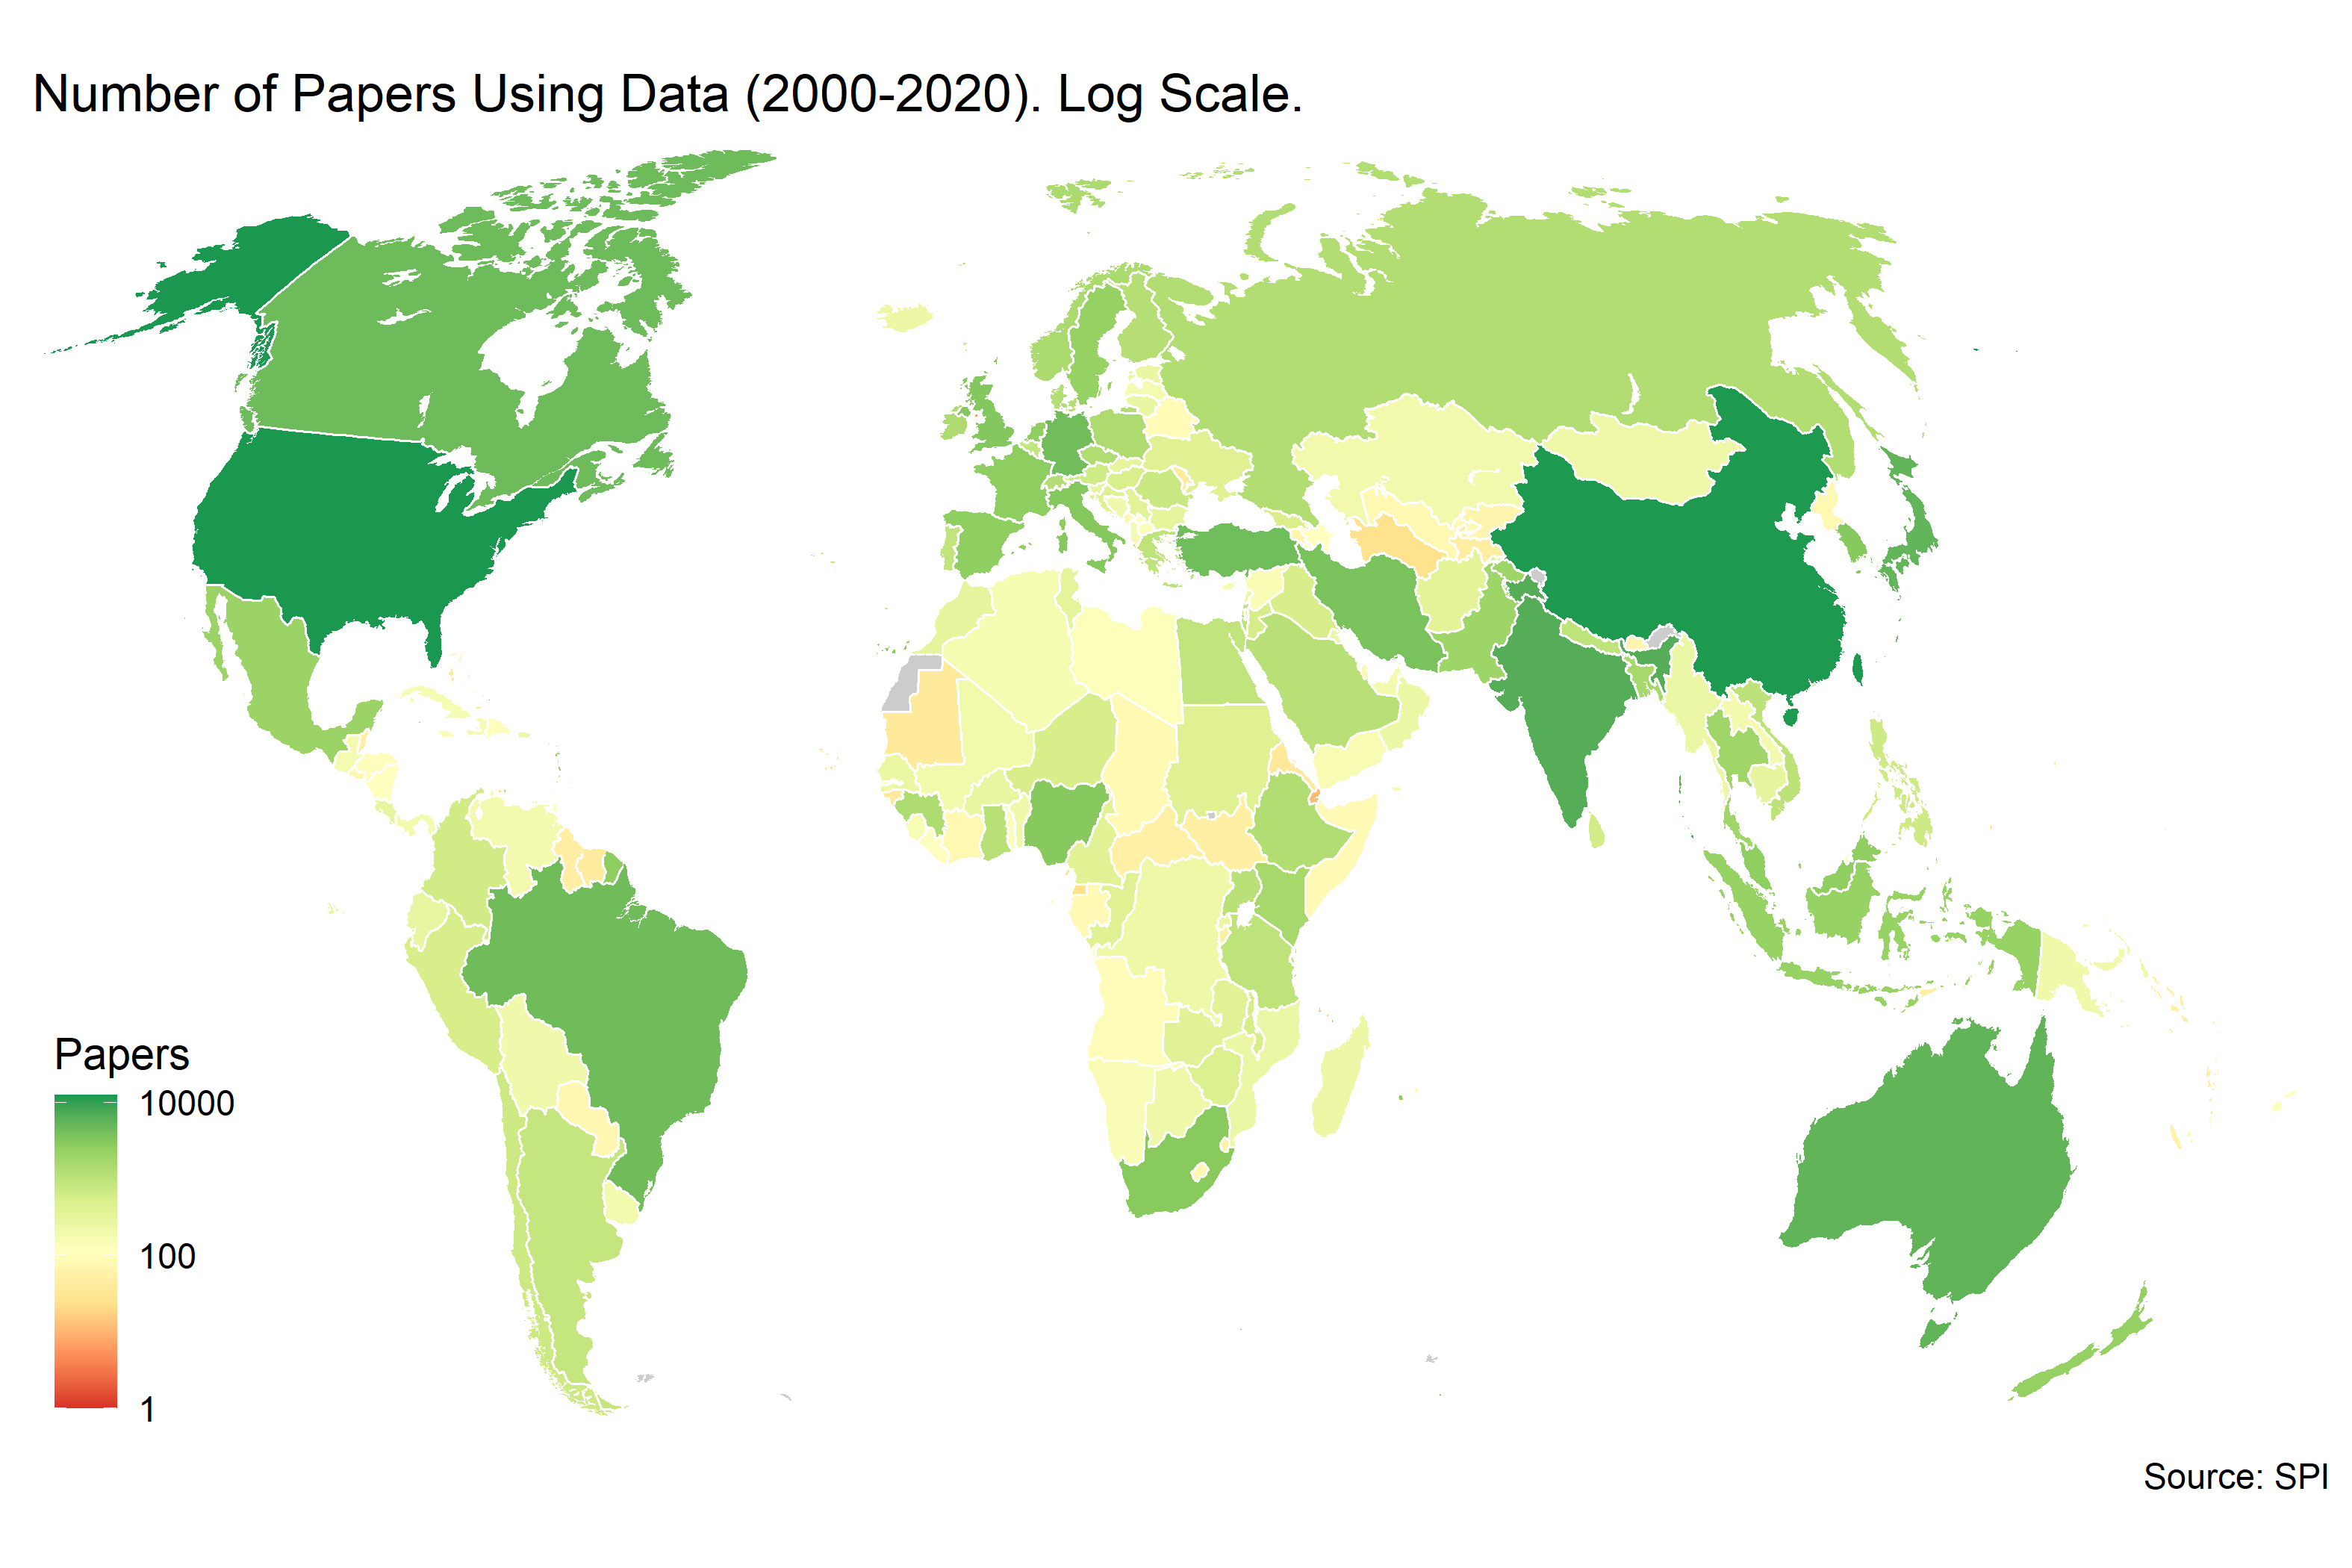 Number of Papers Using Data (2000-2020). Log Scale.
Papers
10000
100
1
Source: SPI